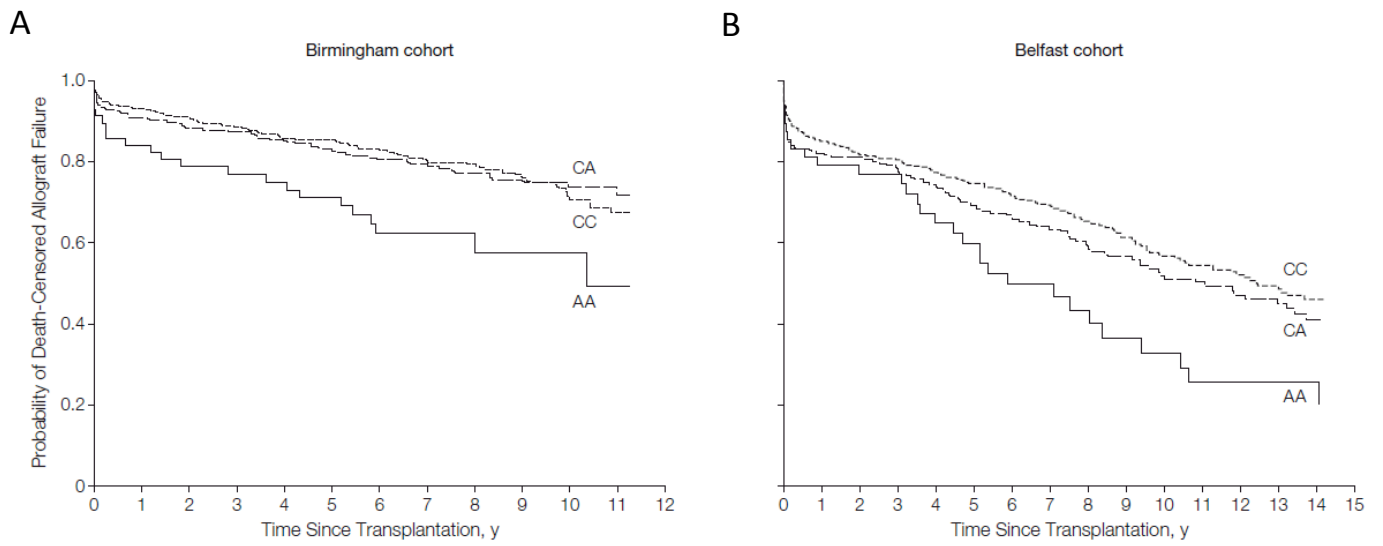 A
Birmingham cohort
Probability of Death-Censored Allograft Failure
1.0
0.8
0.6
0.4
0.2
0
CA
CC
AA
0 1 2 3 4 5 6 7 8 9 10 11 12
Time Since Transplantation, y
B
Belfast cohort
CC
CA
AA
0 1 2 3 4 5 6 7 8 9 10 11 12 13 14 15
Time Since Transplantation, y